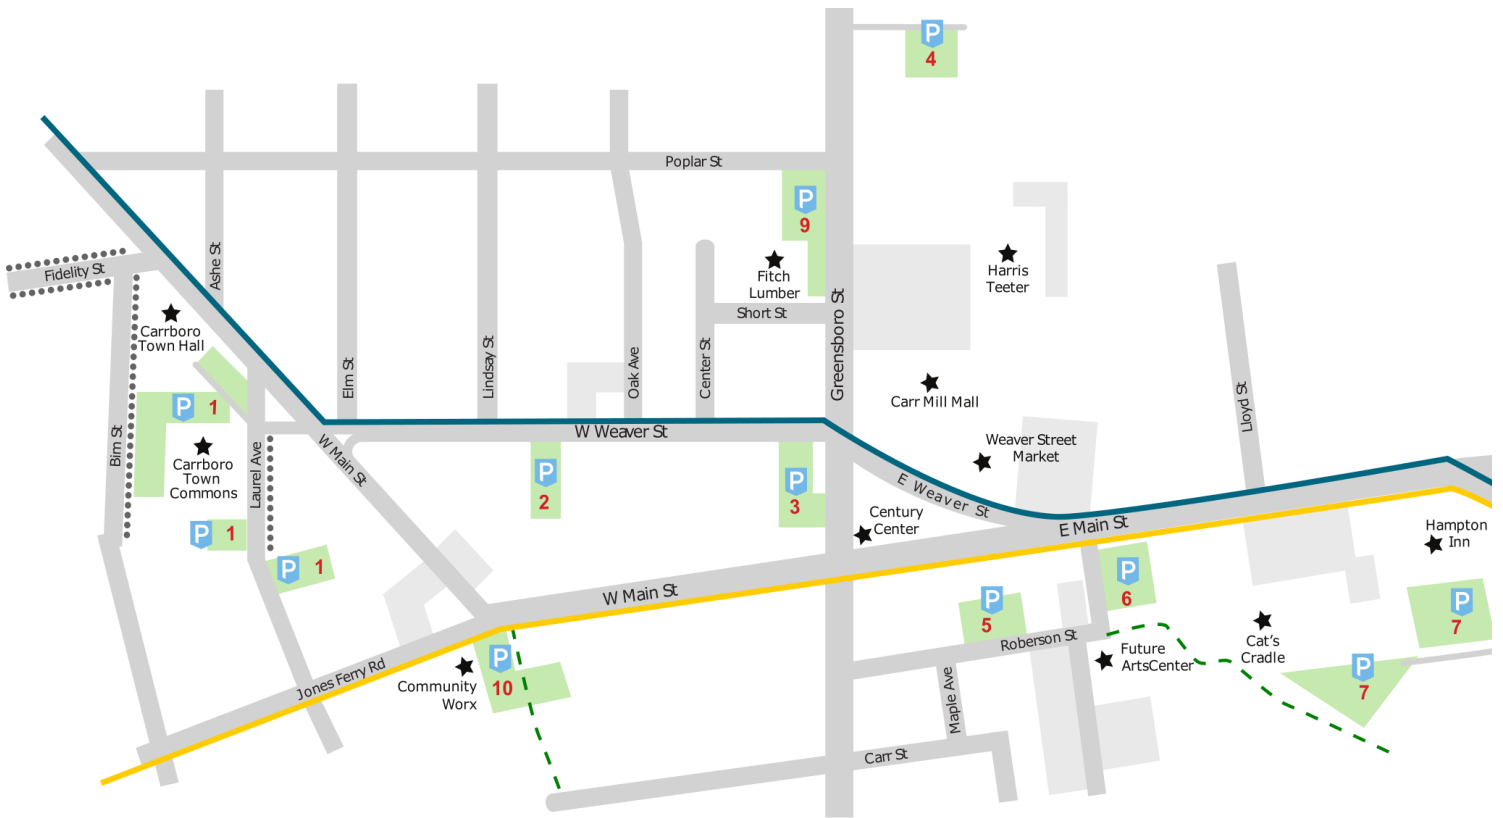 P
4
Poplar St
P
9
Ashe St
Fidelity St
Fitch
Lumber
Harris
Teeter
Short St
Greensboro St
Carrboro
Town Hall
Elm St
Lindsay St
Oak Ave
Center St
Carr Mill Mall
Lloyd St
P 1
Bim St
Carrboro
Town
Commons
Laurel Ave
W Main St
W Weaver St
P
2
P
3
Weaver Street
Market
E Weaver St
Century
Center
E Main St
Hampton
Inn
P 1
P 1
W Main St
P
5
P
6
P
7
Roberson St
Future
ArtsCenter
Cat's
Cradle
P
7
Jones Ferry Rd
Community
Worx
P
10
Maple Ave
Carr St